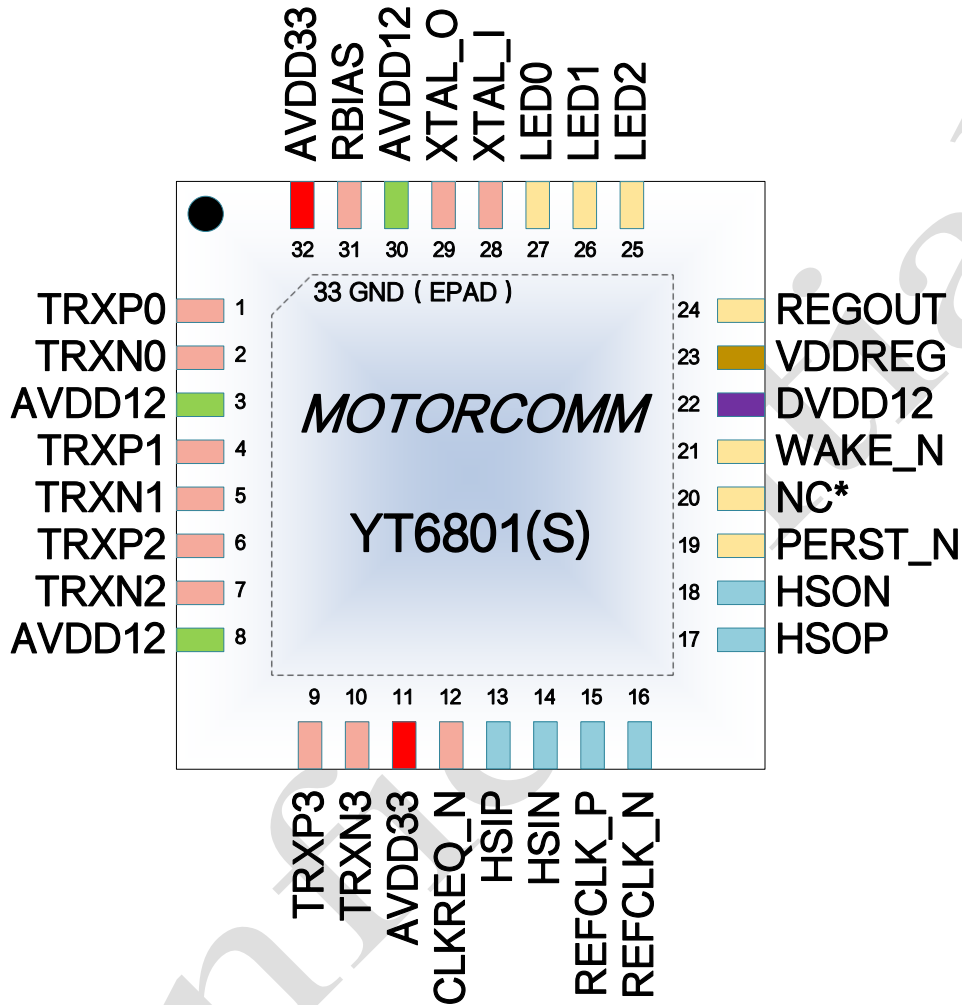 AVDD33
RBIAS
AVDD12
XTAL_O
XTAL_I
LED0
LED1
LED2
32 31 30 29 28 27 26 25
33 GND ( EPAD )
TRXP0 1
TRXN0 2
AVDD12 3
TRXP1 4
TRXN1 5
TRXP2 6
TRXN2 7
AVDD12 8
MOTORCOMM
YT6801(S)
24 REGOUT
23 VDDREG
22 DVDD12
21 WAKE_N
20 NC*
19 PERST_N
18 HSON
17 HSOP
9 10 11 12 13 14 15 16
TRXP3
TRXN3
AVDD33
CLKREQ_N
HSIP
HSIN
REFCLK_P
REFCLK_N